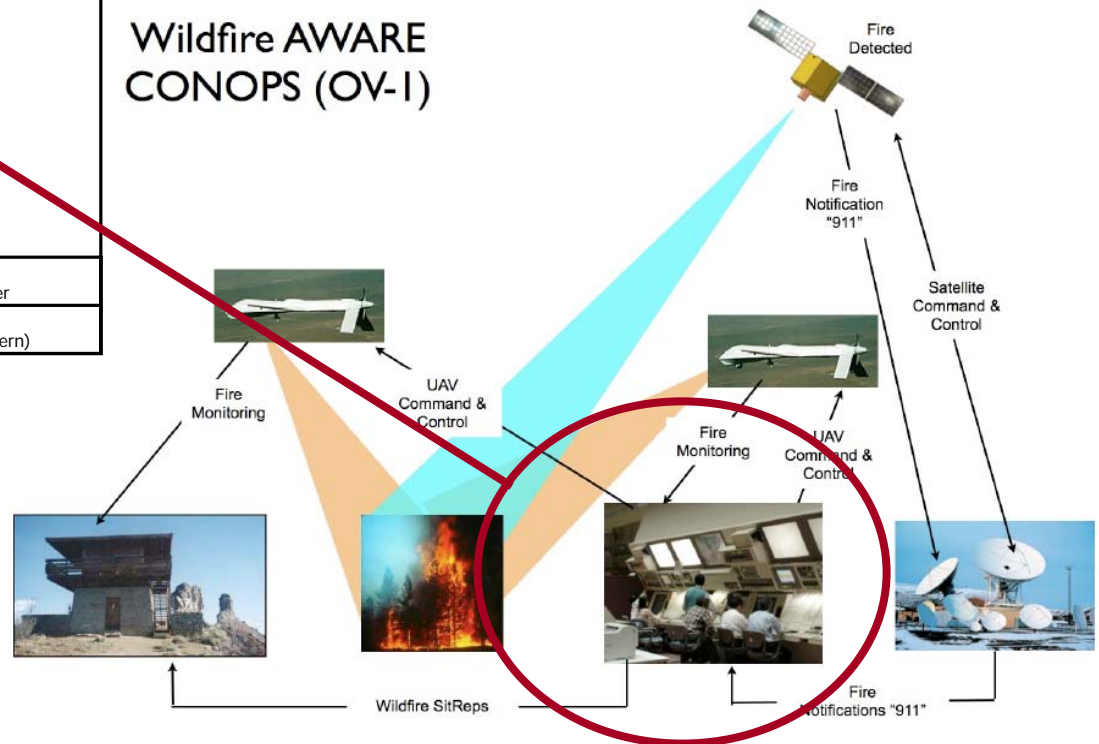 Wildfire AWARE
CONOPS (OV-1)
Fire
Detected
Fire
Notification
"911"
Satellite
Command &
Control
er
ern)
Fire
Monitoring
UAV
Command &
Control
Fire
Monitoring
UAV
Command &
Control
Wildfire SitReps
Fire
Notifications "911"